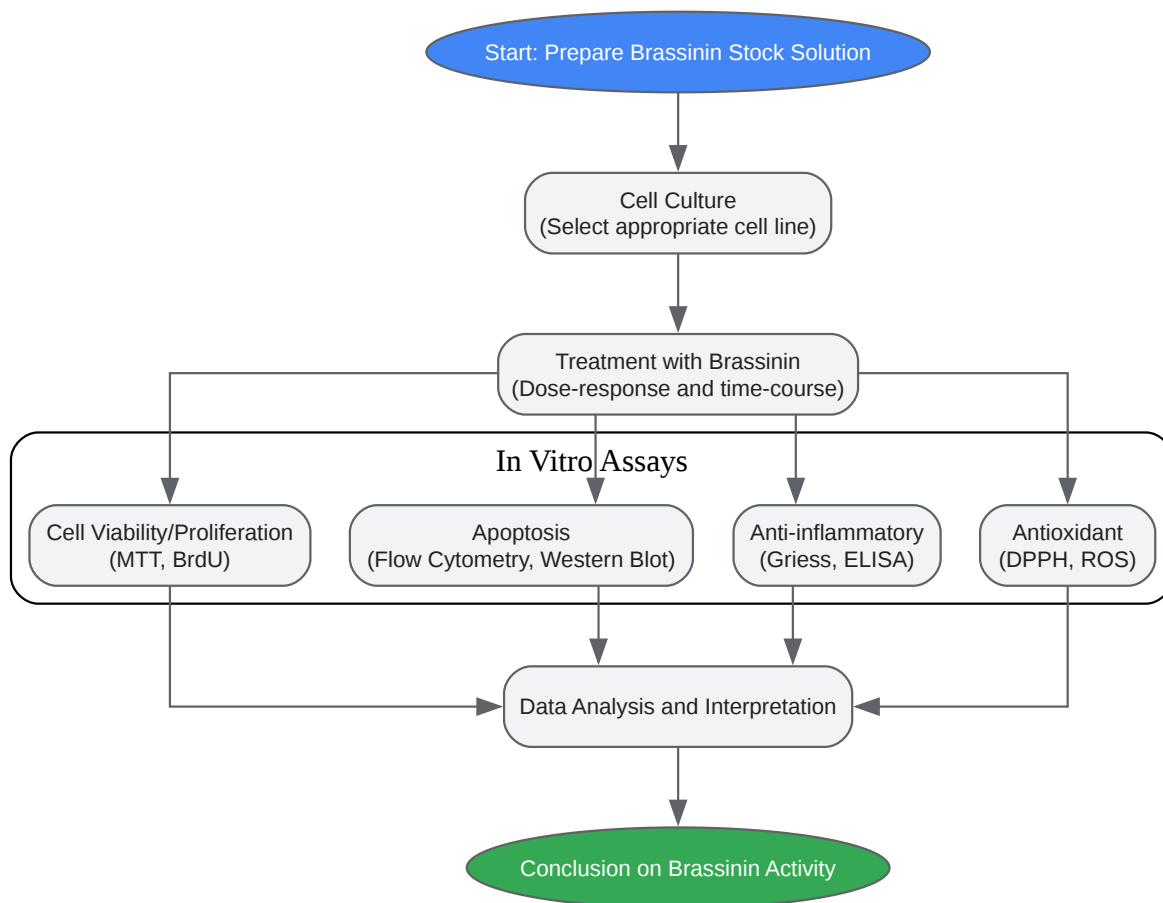 Start: Prepare Brassinin Stock Solution
Cell Culture
(Select appropriate cell line)
Treatment with Brassinin
(Dose-response and time-course)
In Vitro Assays
Cell Viability/Proliferation
(MTT, BrdU)
Apoptosis
(Flow Cytometry, Western Blot)
Anti-inflammatory
(Griess, ELISA)
Antioxidant
(DPPH, ROS)
Data Analysis and Interpretation
Conclusion on Brassinin Activity